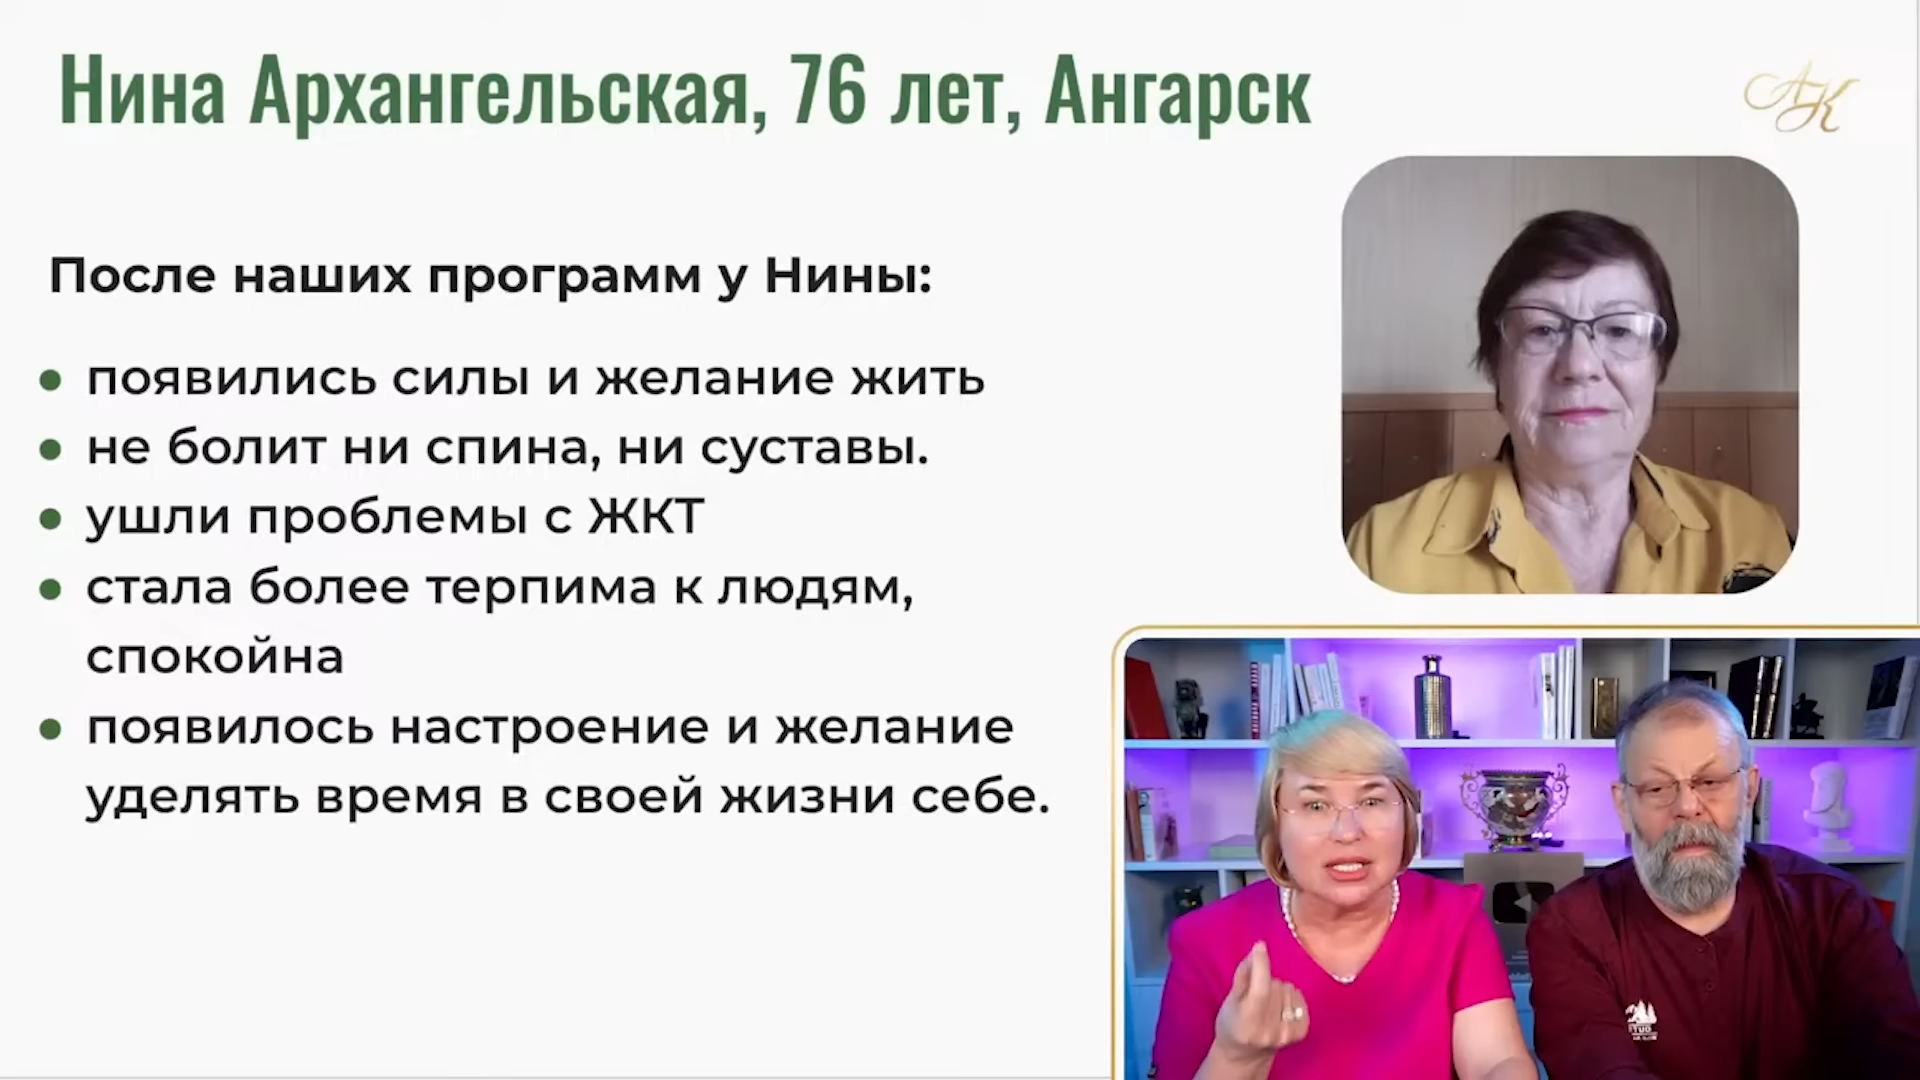 Нина Архангельская, 76 лет, Ангарск
АК
После наших программ у Нины:
появились силы и желание жить
не болит ни спина, ни суставы.
ушли проблемы с ЖКТ
стала более терпима к людям,
спокойна
появилось настроение и желание
уделять время в своей жизни себе.